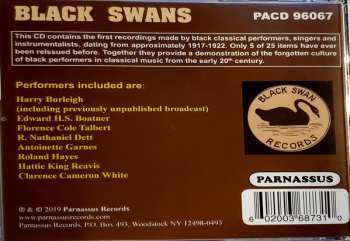 BLACK SWANS
PACD 96067
This CD contains the first recordings made by black classical performers, singers and
instrumentalists, dating from approximately 1917-1922. Only 5 of 25 items have ever
been reissued before. Together they provide a demonstration of the forgotten culture
of black performers in classical music from the early 20th century.
Performers included are:
Harry Burleigh
(including previously unpublished broadcast)
Edward H.S. Boatner
Florence Cole Talbert
R. Nathaniel Dett
Antoinette Garnes
Roland Hayes
Hattie King Reavis
Clarence Cameron White
BLACK SWAN
RECORDS
PARNASSUS
℗ & © 2019 Parnassus Records
www.parnassusrecords.com
Parnassus Records, P.O. Box 493, Woodstock NY 12498-0493
6 02003 68731 0